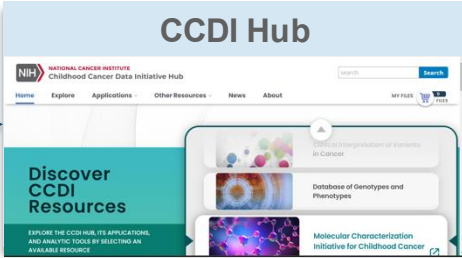 CCDI Hub
NIH
NATIONAL CANCER INSTITUTE
Childhood Cancer Data Initiative Hub
search
Search
Home
Explore
Applications
Other Resources
News
About
MY FILES
0
FILES
Clinical Interpretation of Variants
in Cancer
Discover
CCDI
Resources
Database of Genotypes and
Phenotypes
EXPLORE THE CCDI HUB, ITS APPLICATIONS,
AND ANALYTIC TOOLS BY SELECTING AN
AVAILABLE RESOURCE
Molecular Characterization
Initiative for Childhood Cancer